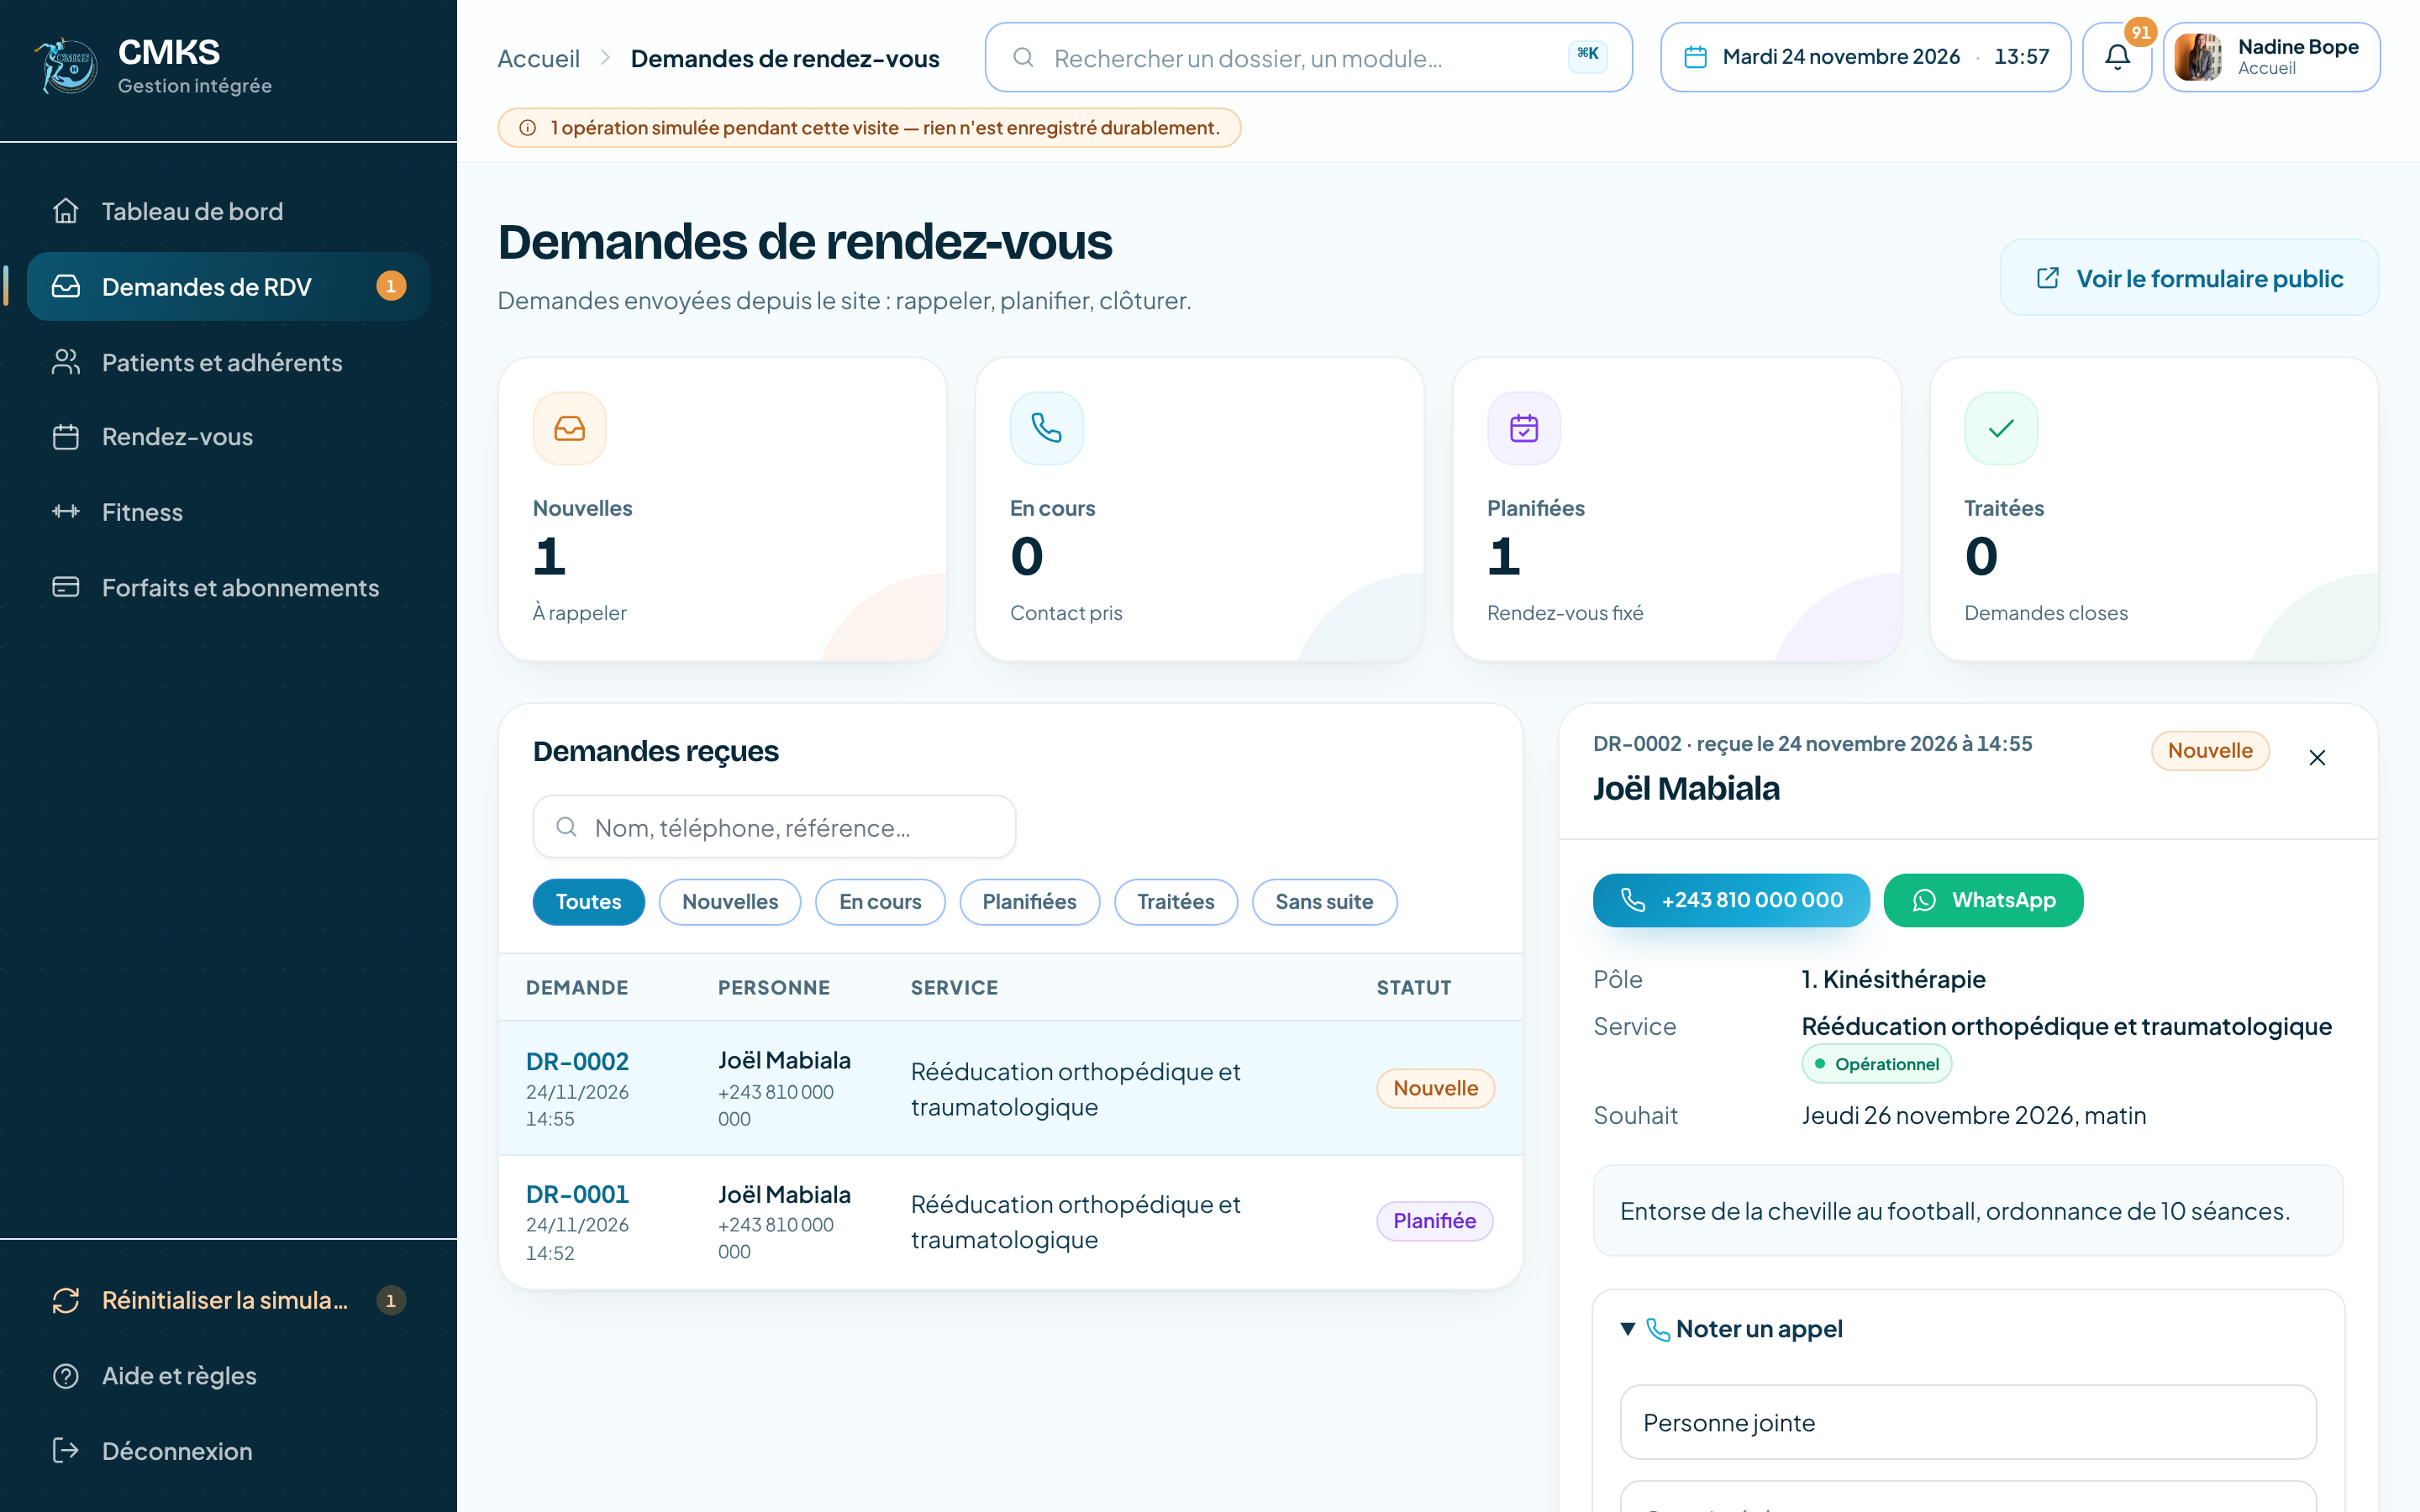 CMKS
Gestion intégrée
Tableau de bord
Demandes de RDV 1
Patients et adhérents
Rendez-vous
Fitness
Forfaits et abonnements
Réinitialiser la simula... 1
Aide et règles
Déconnexion
Accueil Demandes de rendez-vous
Rechercher un dossier, un module... ⌘K
Mardi 24 novembre 2026 · 13:57
91
Nadine Bope
Accueil
1 opération simulée pendant cette visite — rien n'est enregistré durablement.
Demandes de rendez-vous
Demandes envoyées depuis le site : rappeler, planifier, clôturer.
Voir le formulaire public
Nouvelles
1
À rappeler
En cours
0
Contact pris
Planifiées
1
Rendez-vous fixé
Traitées
0
Demandes closes
Demandes reçues
Nom, téléphone, référence...
Toutes Nouvelles En cours Planifiées Traitées Sans suite
DEMANDE PERSONNE SERVICE STATUT
DR-0002
24/11/2026
14:55
Joël Mabiala
+243 810 000
000
Rééducation orthopédique et
traumatologique
Nouvelle
DR-0001
24/11/2026
14:52
Joël Mabiala
+243 810 000
000
Rééducation orthopédique et
traumatologique
Planifiée
DR-0002 · reçue le 24 novembre 2026 à 14:55
Joël Mabiala
Nouvelle
+243 810 000 000
WhatsApp
Pôle 1. Kinésithérapie
Service Rééducation orthopédique et traumatologique
Opérationnel
Souhait Jeudi 26 novembre 2026, matin
Entorse de la cheville au football, ordonnance de 10 séances.
Noter un appel
Personne jointe